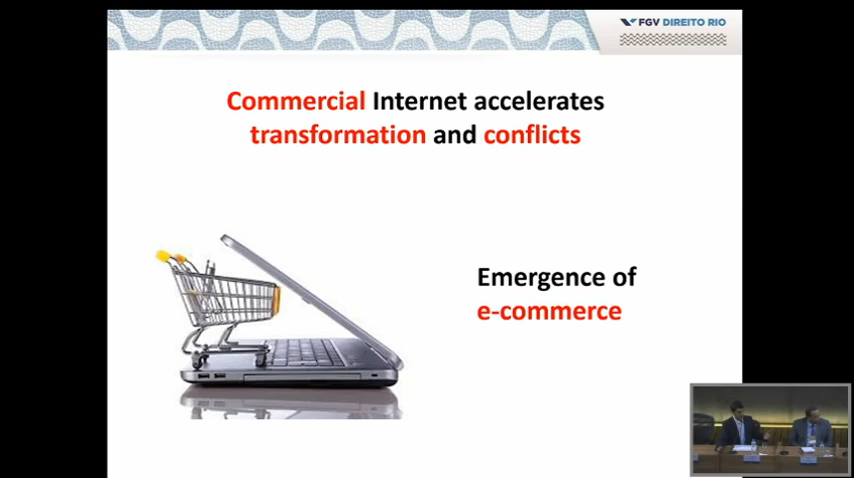 FGV DIREITO RIO
Commercial Internet accelerates
transformation and conflicts
Emergence of
e-commerce